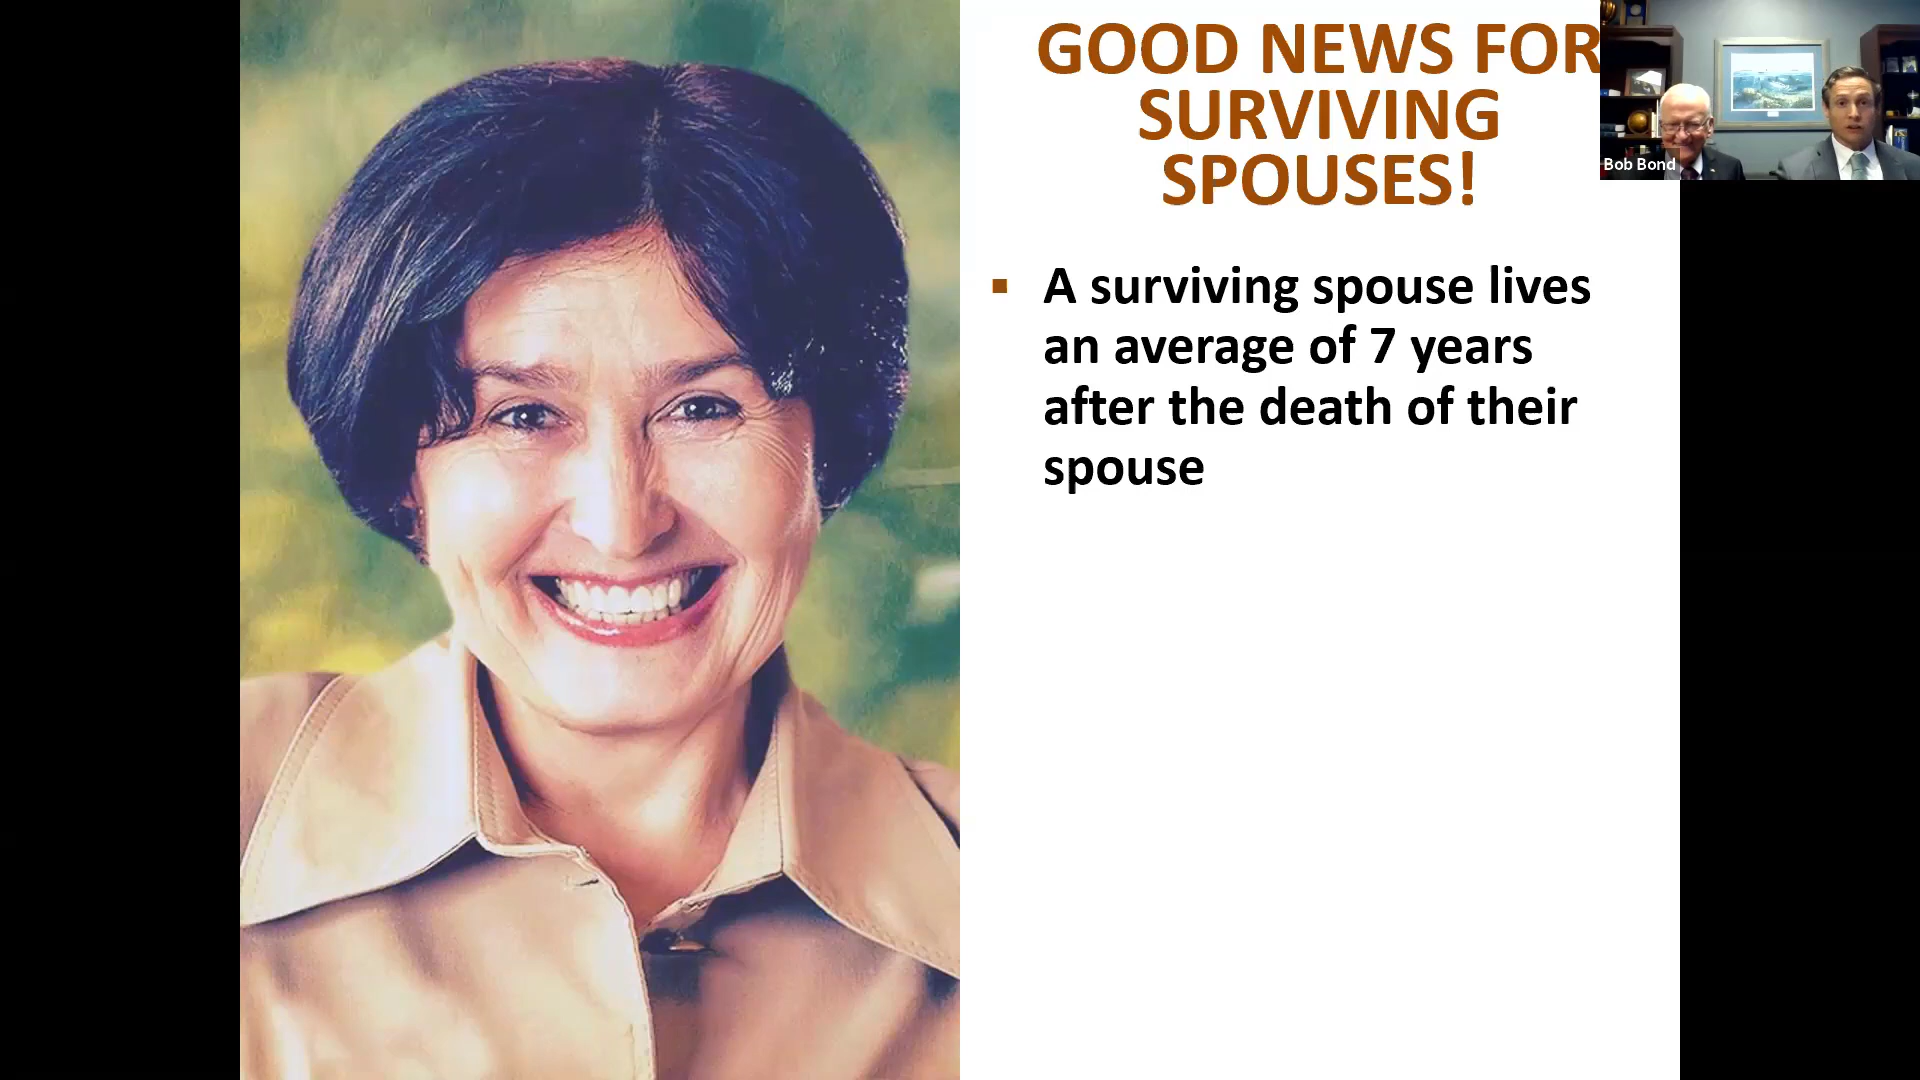 GOOD NEWS FOR
SURVIVING
SPOUSES!
▪ A surviving spouse lives
an average of 7 years
after the death of their
spouse
Bob Bond